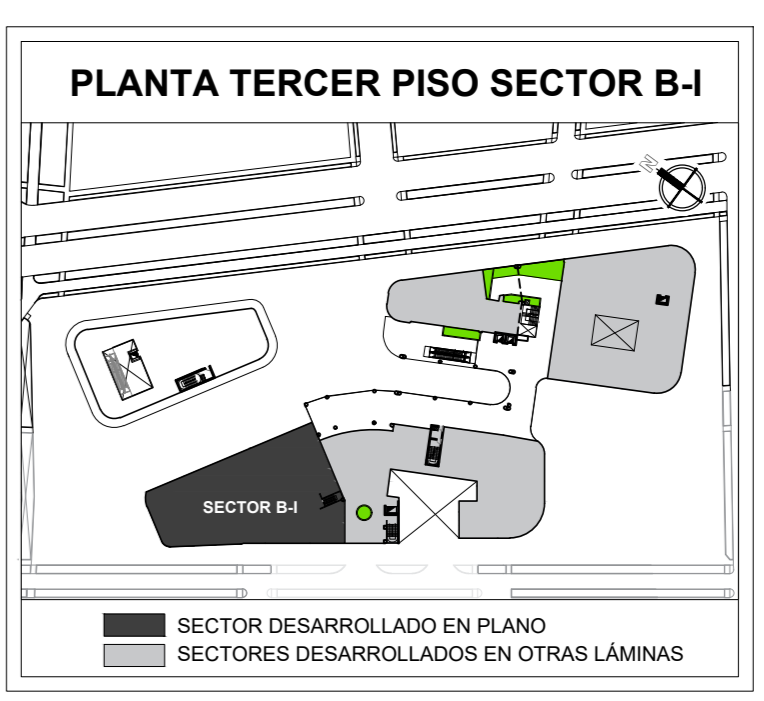 PLANTA TERCER PISO SECTOR B-I
N
SECTOR B-I
SECTOR DESARROLLADO EN PLANO
SECTORES DESARROLLADOS EN OTRAS LÁMINAS